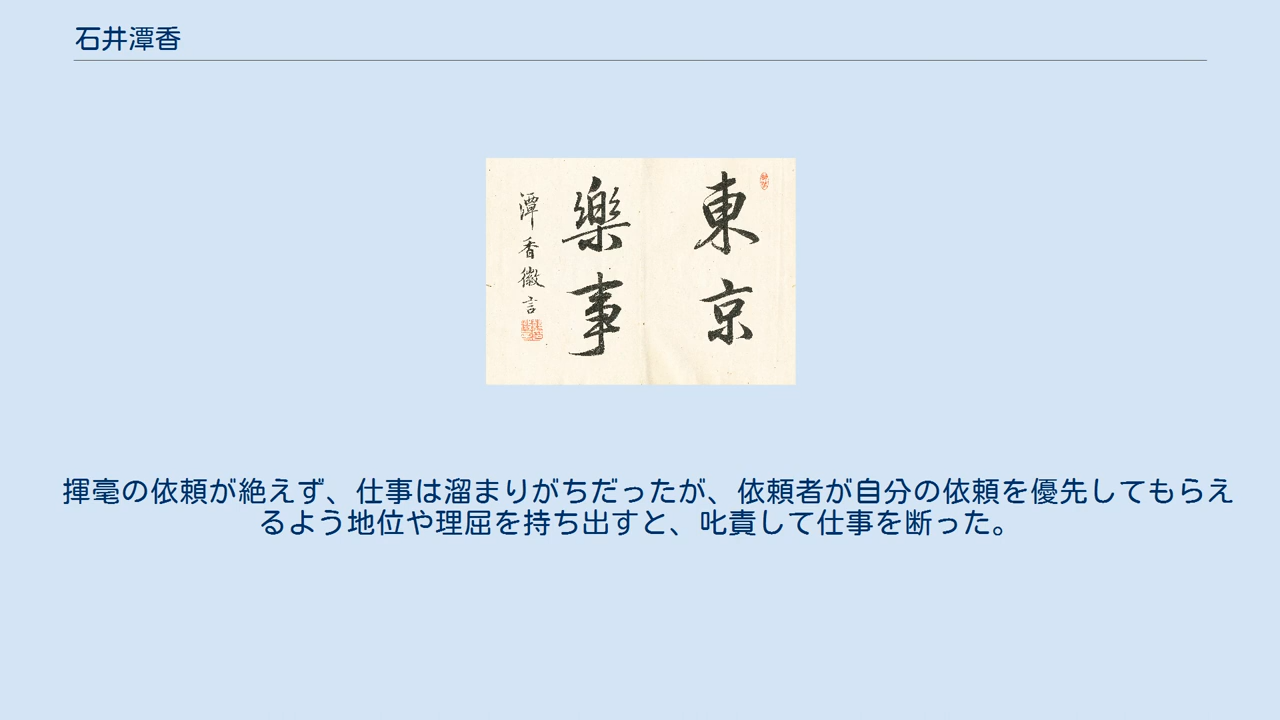 石井潭香
東京
樂事
潭香徽言
揮毫の依頼が絶えず、仕事は溜まりがちだったが、依頼者が自分の依頼を優先してもらえ
るよう地位や理屈を持ち出すと、叱責して仕事を断った。